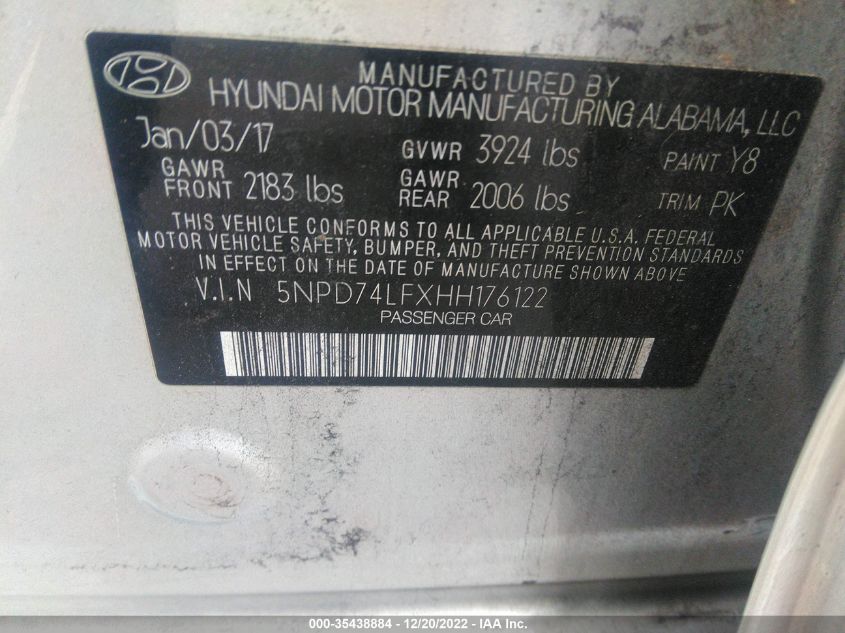 MANUFACTURED BY
HYUNDAI MOTOR MANUFACTURING ALABAMA, LLC
Jan/03/17 GVWR 3924 lbs PAINT Y8
GAWR FRONT 2183 lbs GAWR REAR 2006 lbs TRIM PK
THIS VEHICLE CONFORMS TO ALL APPLICABLE U.S.A. FEDERAL
MOTOR VEHICLE SAFETY, BUMPER, AND THEFT PREVENTION STANDARDS
IN EFFECT ON THE DATE OF MANUFACTURE SHOWN ABOVE
V.I.N 5NPD74LFXHH176122
PASSENGER CAR
000-35438884 - 12/20/2022 - IAA Inc.